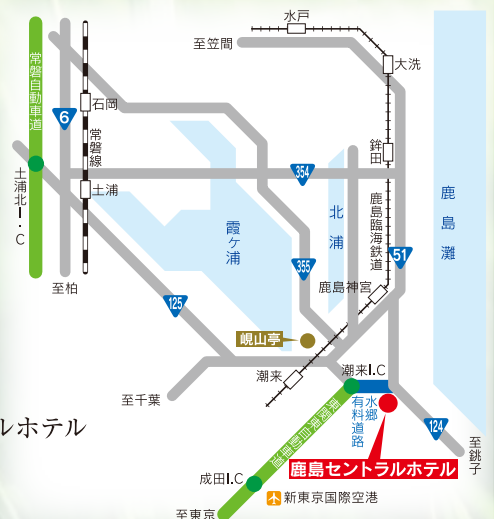 水戸
至笠間
大洗
常磐自動車道
石岡
6
常磐線
354
鉾田
北浦
鹿島臨海鉄道
鹿島灘
土浦北I・C
土浦
霞ヶ浦
355
51
至柏
125
鹿島神宮
峴山亭
潮来
潮来I.C
至千葉
水郷
有料道路
124
至銚子
ルホテル
東関東自動車道
鹿島セントラルホテル
成田I.C
新東京国際空港
至東京